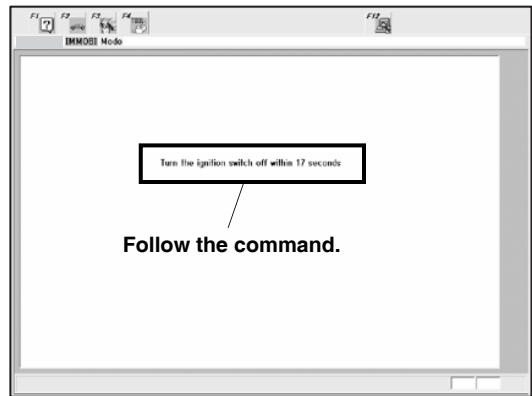 F1 F2 F3 F4 F12
?
IMMOBI Mode
Turn the ignition switch off within 17 seconds
Follow the command.